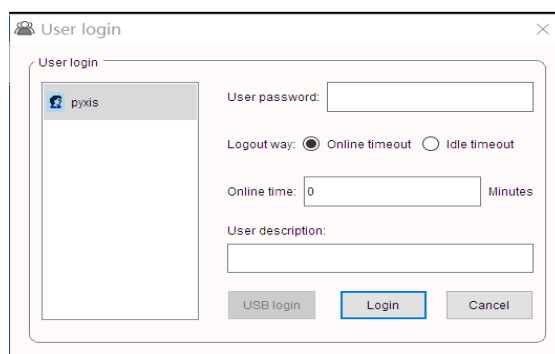 User login
User login
pyxis
User password:
Logout way: Online timeout Idle timeout
Online time: 0 Minutes
User description:
USB login Login Cancel